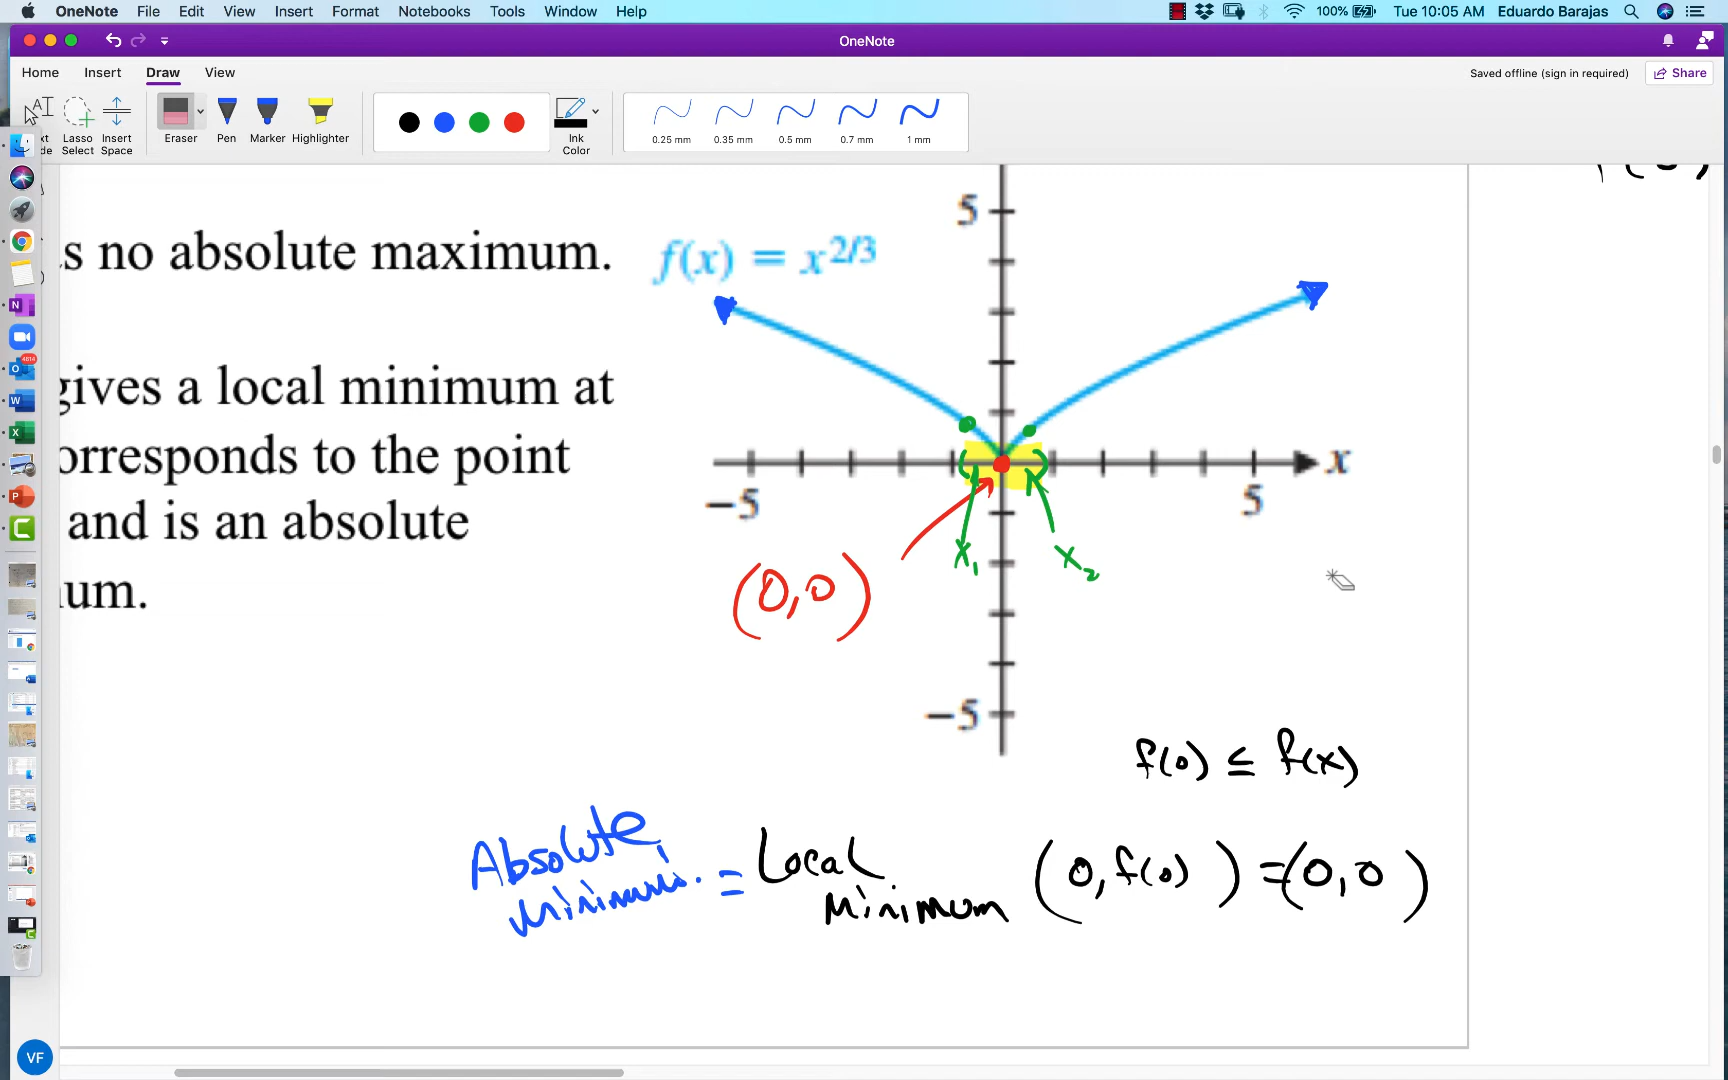 OneNote File Edit View Insert Format Notebooks Tools Window Help 100% Tue 10:05 AM Eduardo Barajas
OneNote
Home Insert Draw View Saved offline (sign in required) Share
Lasso Select Insert Space Eraser Pen Marker Highlighter Ink Color 0.25 mm 0.35 mm 0.5 mm 0.7 mm 1 mm
5
s no absolute maximum.
f(x) = x^{2/3}
gives a local minimum at
orresponds to the point
x
-5 5
and is an absolute
x₁ x₂
(0,0)
um.
-5
f(0) ≤ f(x)
Absolute minimum. = Local Minimum (0, f(0)) = (0,0)
VF